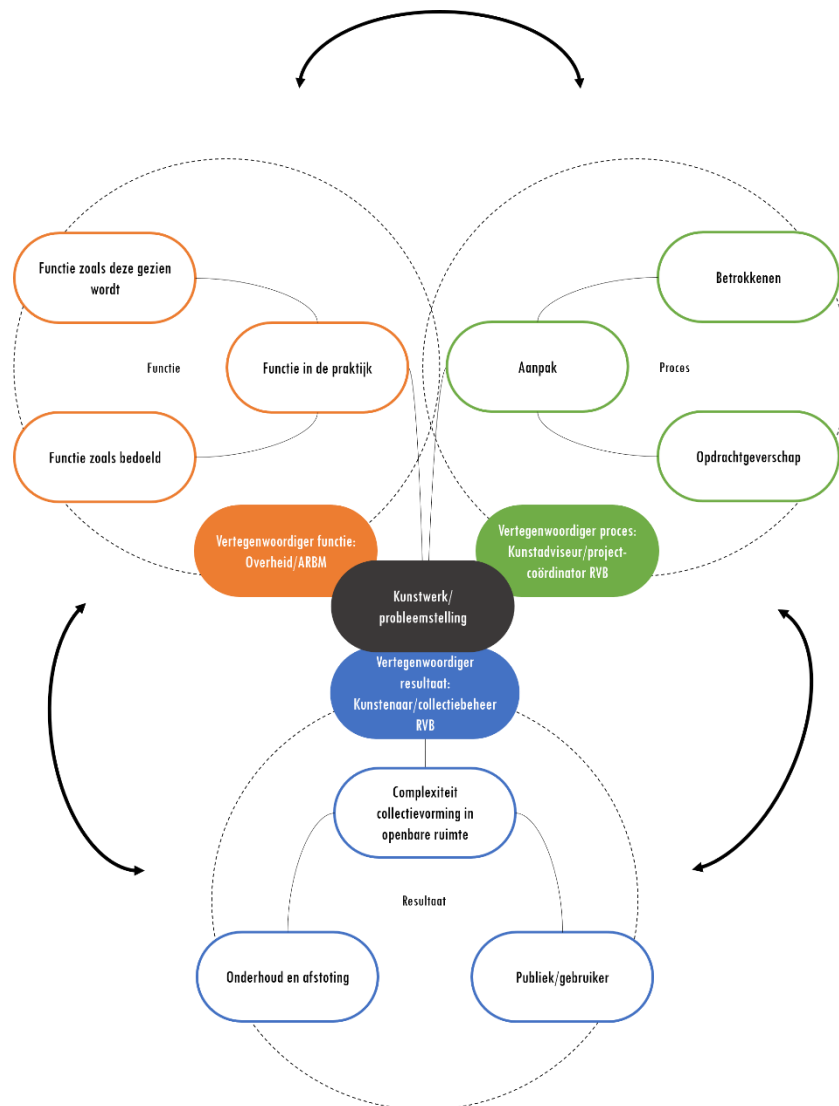 Functie zoals deze gezien
wordt
Functie
Functie in de praktijk
Functie zoals bedoeld
Vertegenwoordiger functie:
Overheid/ARBM
Betrokkenen
Aanpak
Proces
Opdrachtgeverschap
Vertegenwoordiger proces:
Kunstadviseur/project-
coördinator RVB
Kunstwerk/
probleemstelling
Vertegenwoordiger
resultaat:
Kunstenaar/collectiebeheer
RVB
Complexiteit
collectievorming in
openbare ruimte
Resultaat
Onderhoud en afstoting
Publiek/gebruiker